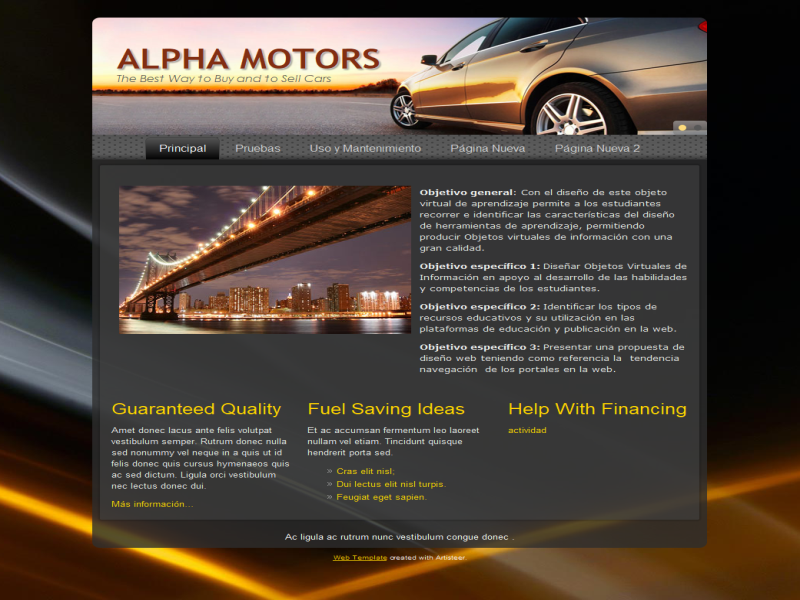 ALPHA MOTORS
The Best Way to Buy and to Sell Cars
Principal Pruebas Uso y Mantenimiento Página Nueva Página Nueva 2
Objetivo general: Con el diseño de este objeto
virtual de aprendizaje permite a los estudiantes
recorrer e identificar las características del diseño
de herramientas de aprendizaje, permitiendo
producir Objetos virtuales de información con una
gran calidad.
Objetivo específico 1: Diseñar Objetos Virtuales de
Información en apoyo al desarrollo de las habilidades
y competencias de los estudiantes.
Objetivo específico 2: Identificar los tipos de
recursos educativos y su utilización en las
plataformas de educación y publicación en la web.
Objetivo específico 3: Presentar una propuesta de
diseño web teniendo como referencia la tendencia
navegación de los portales en la web.
Guaranteed Quality
Amet donec lacus ante felis volutpat
vestibulum semper. Rutrum donec nulla
sed nonummy vel neque in a quis ut id
felis donec quis cursus hymenaeos quis
ac sed dictum. Ligula orci vestibulum
nec lectus donec dui.
Más información...
Fuel Saving Ideas
Et ac accumsan fermentum leo laoreet
nullam vel etiam. Tincidunt quisque
hendrerit porta sed.
» Cras elit nisl;
» Dui lectus elit nisl turpis.
» Feugiat eget sapien.
Help With Financing
actividad
Ac ligula ac rutrum nunc vestibulum congue donec .
Web Template created with Artisteer.